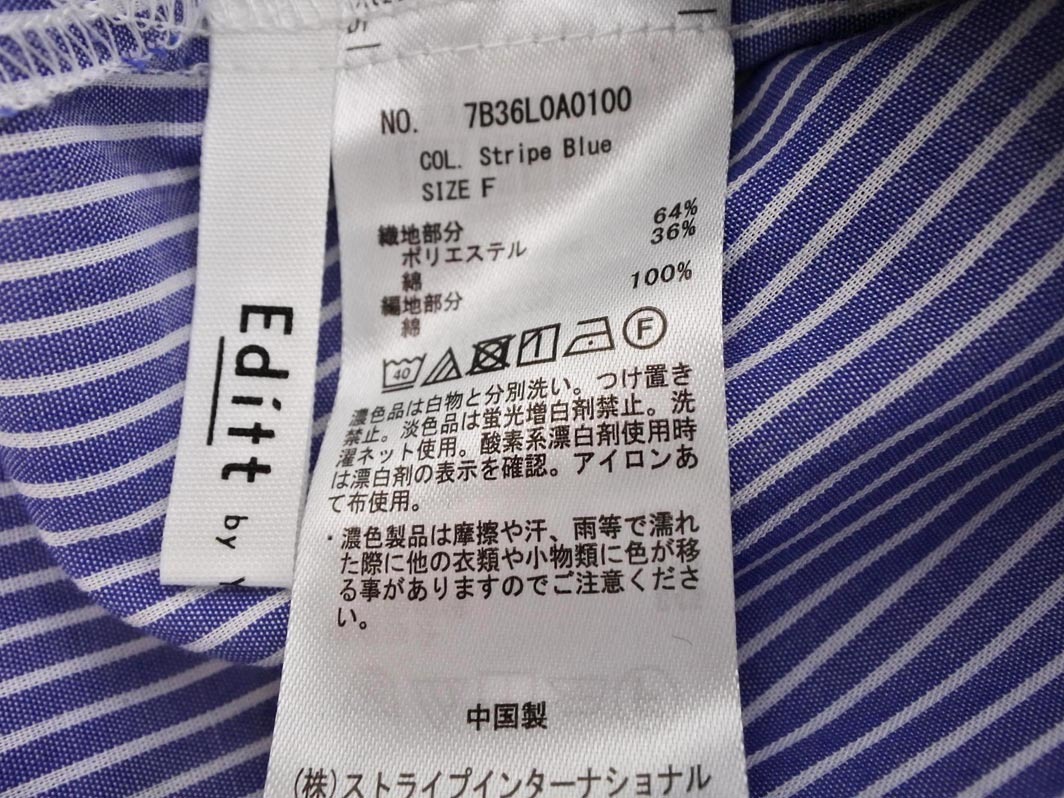 NO. 7B36L0A0100
COL. Stripe Blue
SIZE F
織地部分
ポリエステル 64%
綿 36%
編地部分
綿 100%
40
F
濃色品は白物と分別洗い。つけ置き
禁止。淡色品は蛍光増白剤禁止。洗
濯ネット使用。酸素系漂白剤使用時
は漂白剤の表示を確認。アイロンあ
て布使用。
・濃色製品は摩擦や汗、雨等で濡れ
た際に他の衣類や小物類に色が移
る事がありますのでご注意くださ
い。
中国製
(株)ストライプインターナショナル
Editt by